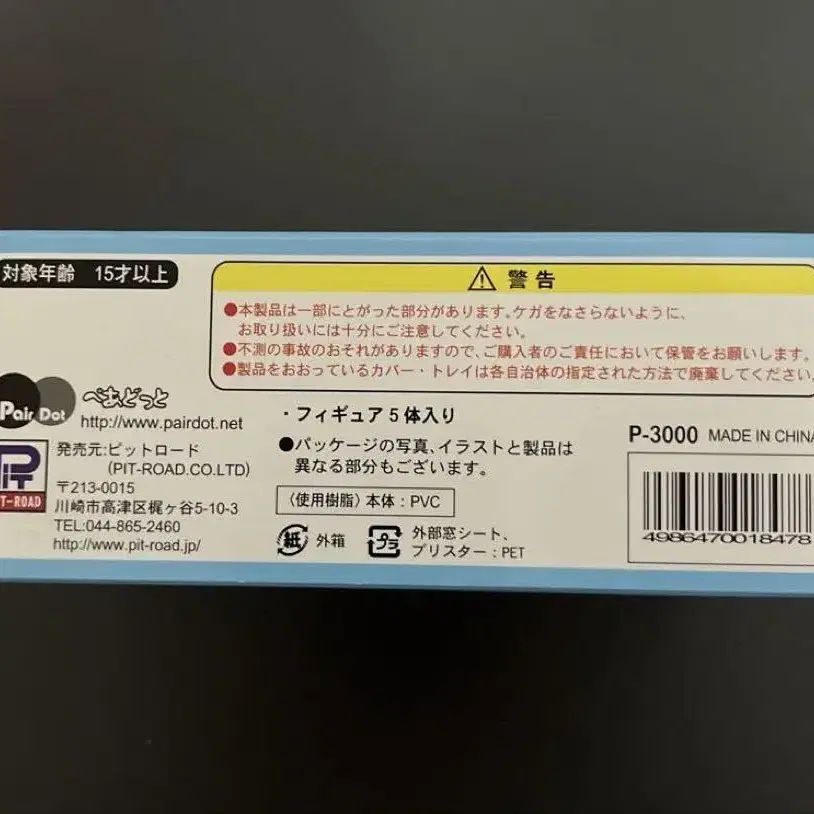 対象年齢 15才以上
警告
●本製品は一部にとがった部分があります。ケガをなさらないように、
お取り扱いには十分にご注意してください。
●不測の事故のおそれがありますので、ご購入者のご責任において保管をお願いします。
●製品をおおっているカバー・トレイは各自治体の指定された方法で廃棄してください。
Pair Dot
ぺあどっと
http://www.pairdot.net
PIT
PIT-ROAD
発売元:ピットロード
(PIT-ROAD.CO.LTD)
〒213-0015
川崎市高津区梶ヶ谷5-10-3
TEL:044-865-2460
http://www.pit-road.jp/
・フィギュア5体入り
●パッケージの写真、イラストと製品は
異なる部分もございます。
〈使用樹脂〉本体:PVC
紙 外箱
プラ 外部窓シート、
ブリスター:PET
P-3000 MADE IN CHINA
4986470018478